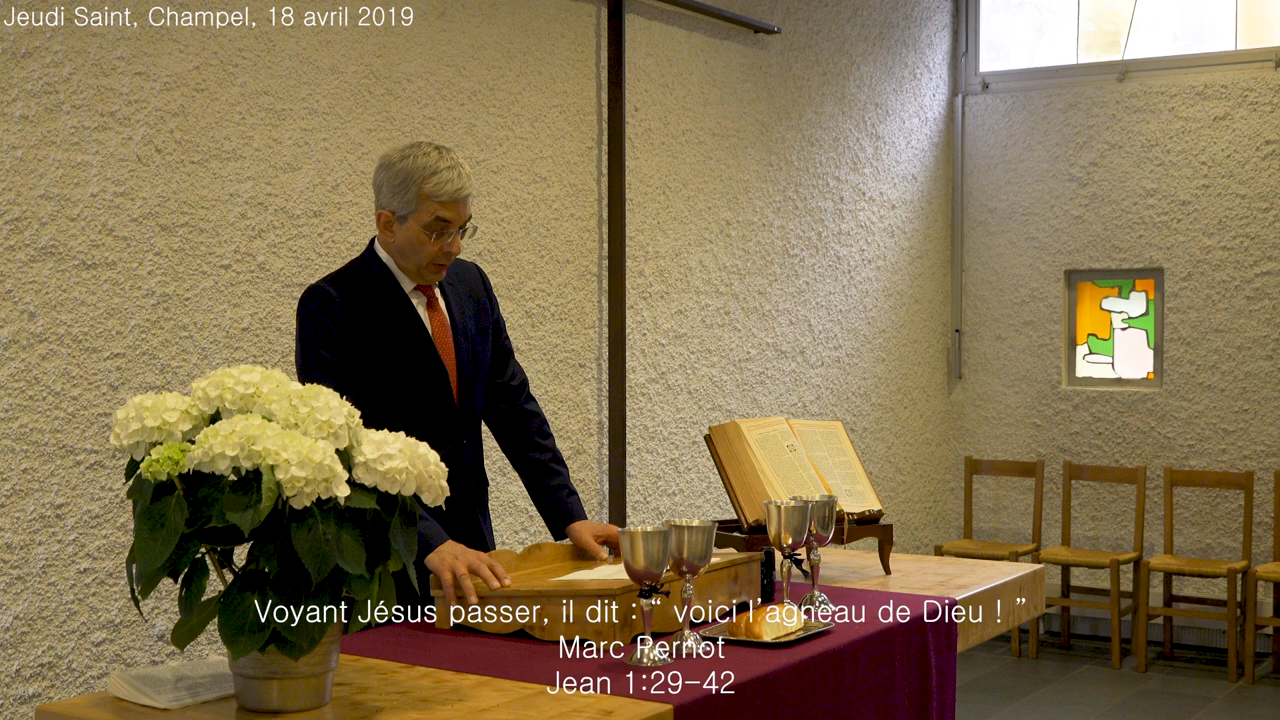 Jeudi Saint, Champel, 18 avril 2019
Voyant Jésus passer, il dit : “ voici l’agneau de Dieu ! ”
Marc Pernot
Jean 1:29-42